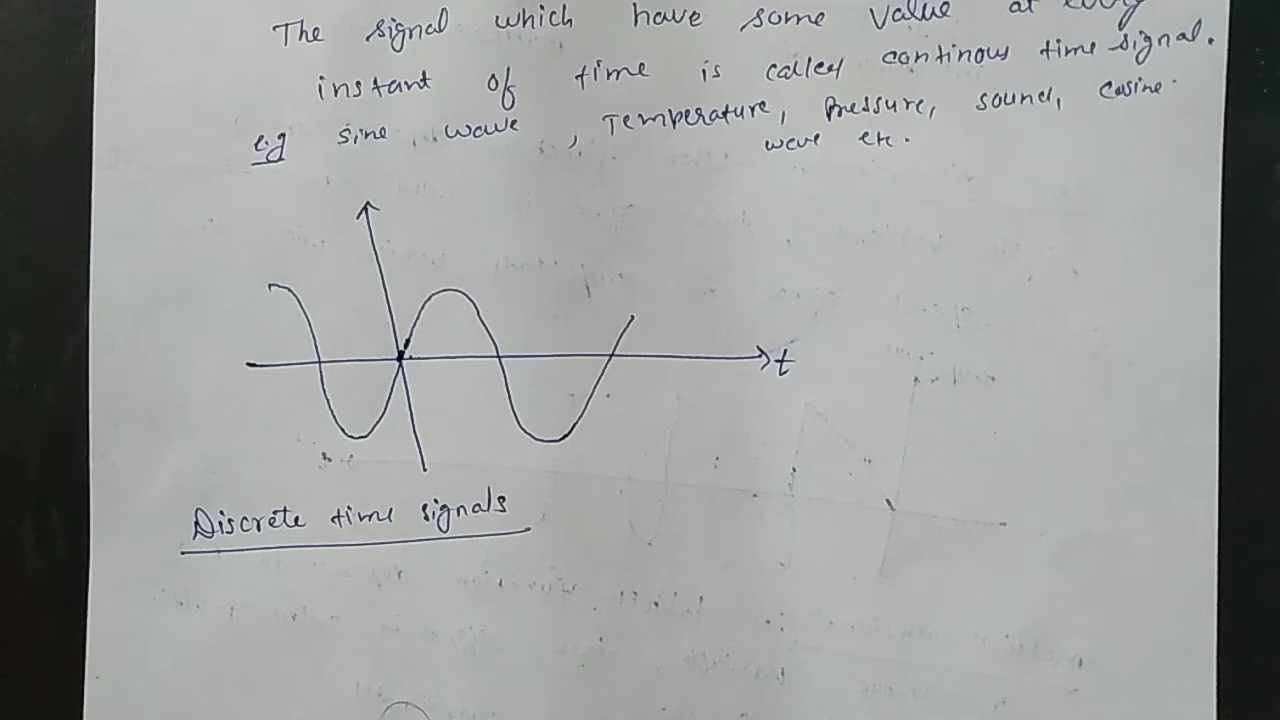 The signal which have some value at every
instant of time is called continous time signal.
e.g sine wave , Temperature, Pressure, sound, cosine
wave etc.
t
Discrete time signals